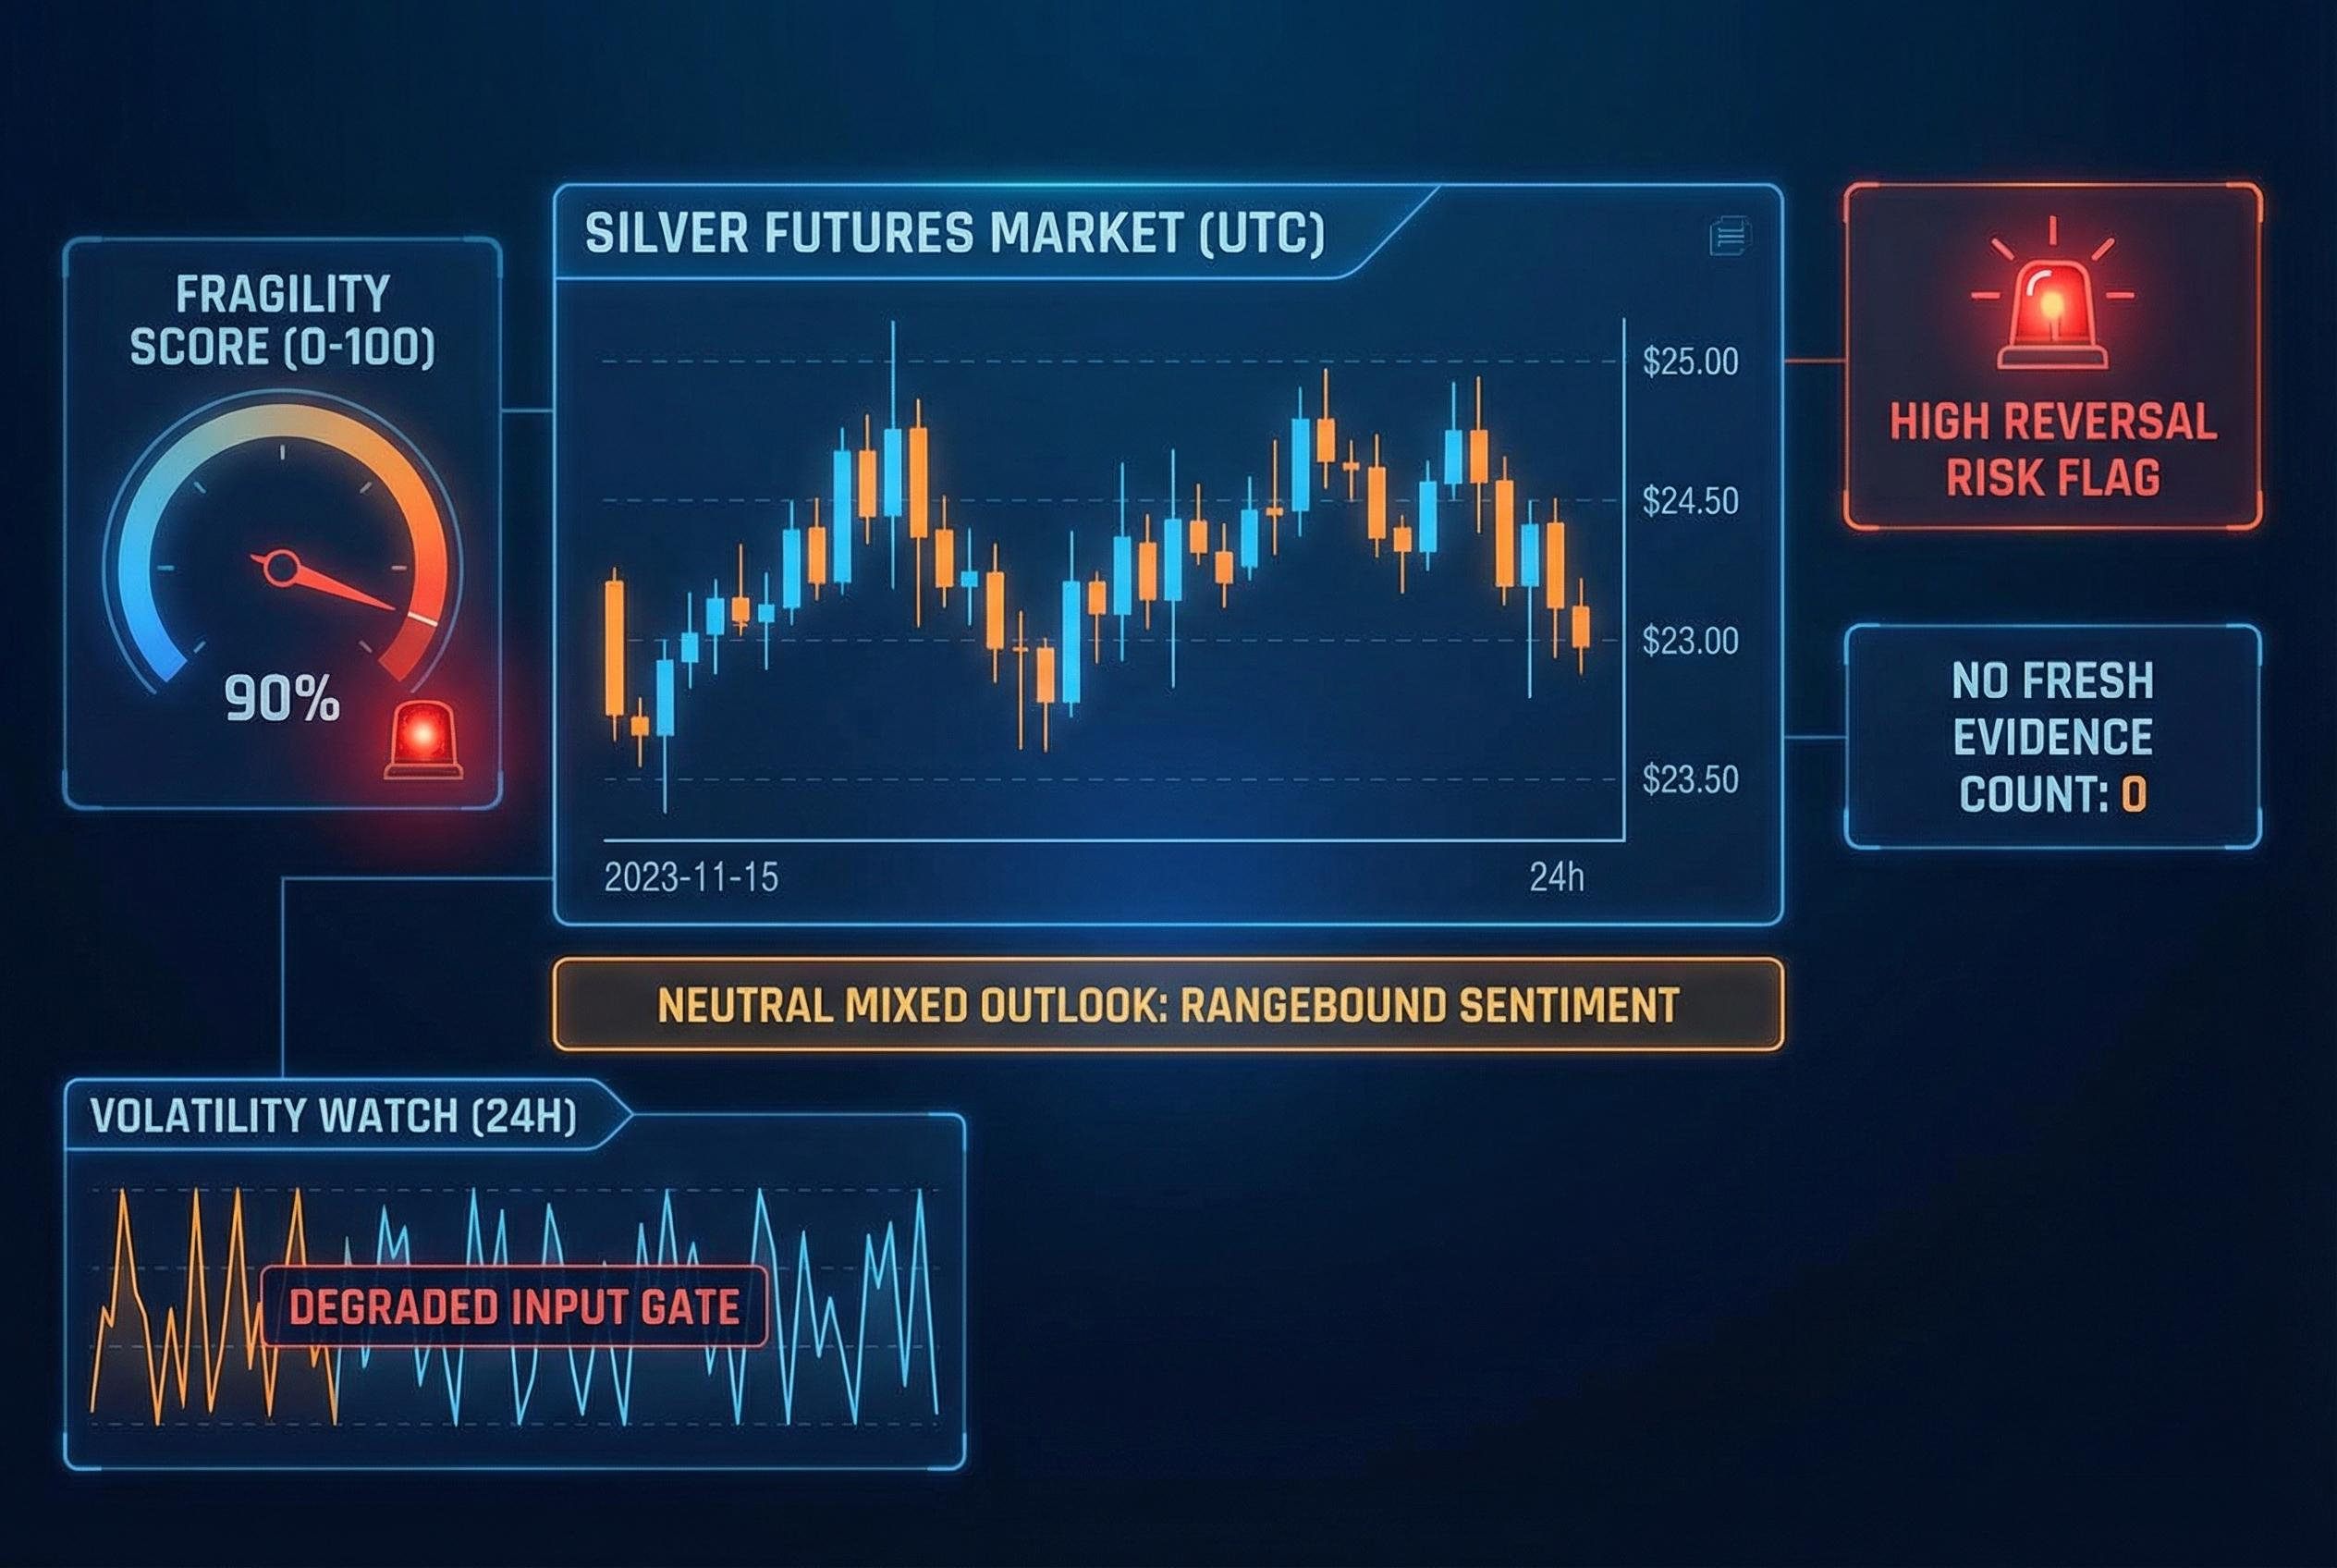 FRAGILITY
SCORE (0-100)
90%
SILVER FUTURES MARKET (UTC)
$25.00
$24.50
$23.00
$23.50
2023-11-15
24h
HIGH REVERSAL
RISK FLAG
NO FRESH
EVIDENCE
COUNT: 0
NEUTRAL MIXED OUTLOOK: RANGEBOUND SENTIMENT
VOLATILITY WATCH (24H)
DEGRADED INPUT GATE